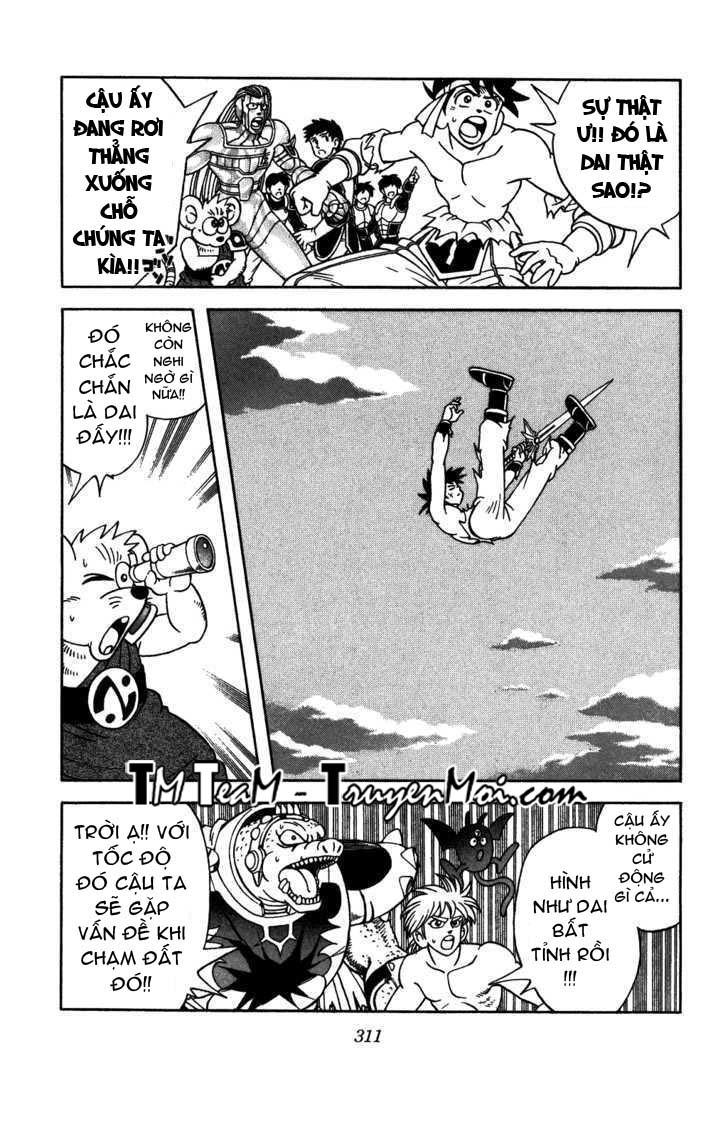 SỰ THẬT
Ư!! ĐÓ LÀ
DAI THẬT
SAO!?
CẬU ẤY
ĐANG RƠI
THẲNG
XUỐNG
CHỖ
CHÚNG TA
KÌA!!
KHÔNG
CÒN
NGHI
NGỜ GÌ
NỮA!!
ĐÓ
CHẮC
CHẮN
LÀ DAI
ĐẤY!!!
TM TeaM - TruyenMoi.com
CẬU ẤY
KHÔNG
CỬ
ĐỘNG
GÌ CẢ...
HÌNH
NHƯ DAI
BẤT
TỈNH RỒI
!!!
TRỜI Ạ!! VỚI
TỐC ĐỘ
ĐÓ CẬU TA
SẼ GẶP
VẤN ĐỀ KHI
CHẠM ĐẤT
ĐÓ!!
311